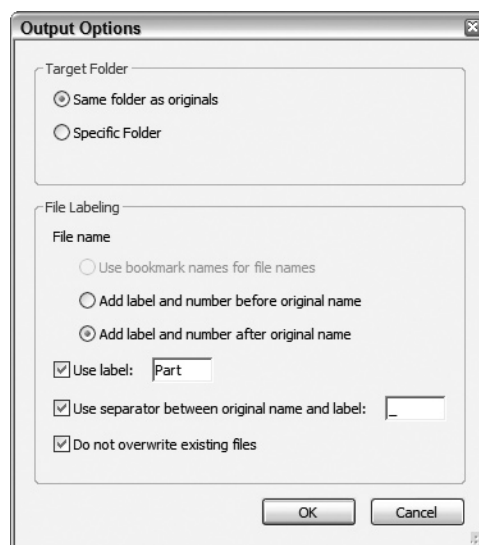 Output Options
Target Folder
Same folder as originals
Specific Folder
File Labeling
File name
Use bookmark names for file names
Add label and number before original name
Add label and number after original name
Use label: Part
Use separator between original name and label: _
Do not overwrite existing files
OK Cancel